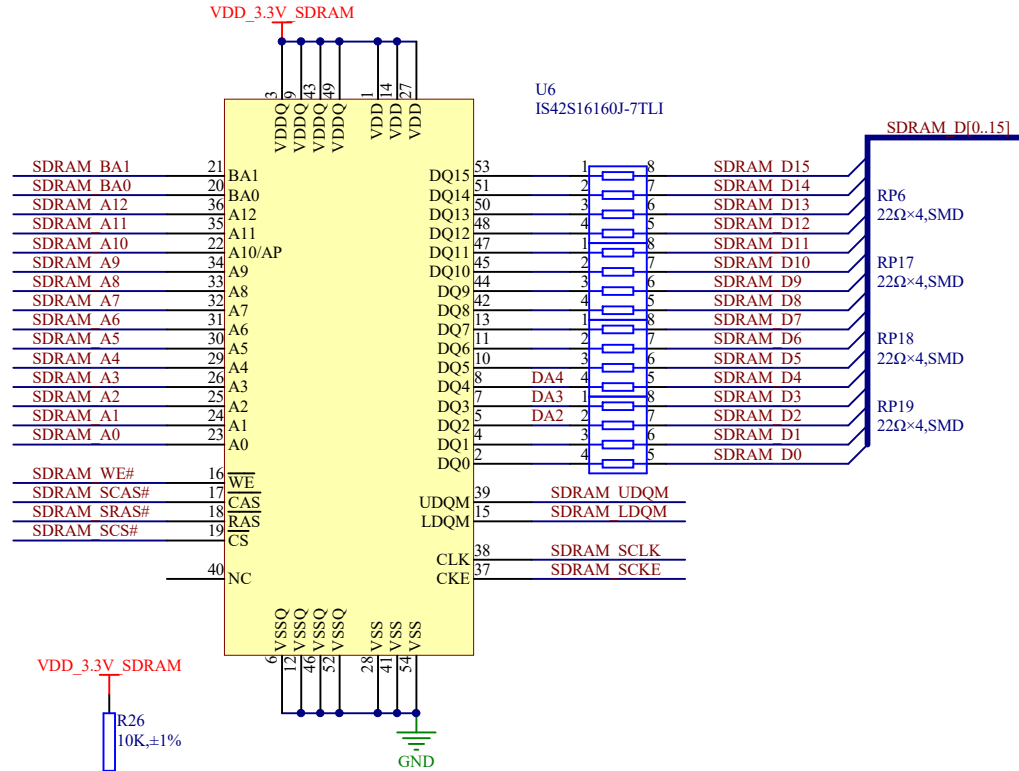 VDD_3.3V_SDRAM
3 9 43 49 1 14 27
VDDQ VDDQ VDDQ VDDQ VDD VDD VDD
U6
IS42S16160J-7TLI
SDRAM_D[0..15]
SDRAM_BA1 21 BA1 DQ15 53 1 8 SDRAM_D15
SDRAM_BA0 20 BA0 DQ14 51 2 7 SDRAM_D14
SDRAM_A12 36 A12 DQ13 50 3 6 SDRAM_D13
SDRAM_A11 35 A11 DQ12 48 4 5 SDRAM_D12
SDRAM_A10 22 A10/AP DQ11 47 1 8 SDRAM_D11
SDRAM_A9 34 A9 DQ10 45 2 7 SDRAM_D10
SDRAM_A8 33 A8 DQ9 44 3 6 SDRAM_D9
SDRAM_A7 32 A7 DQ8 42 4 5 SDRAM_D8
SDRAM_A6 31 A6 DQ7 13 1 8 SDRAM_D7
SDRAM_A5 30 A5 DQ6 11 2 7 SDRAM_D6
SDRAM_A4 29 A4 DQ5 10 3 6 SDRAM_D5
SDRAM_A3 26 A3 DQ4 8 DA4 4 5 SDRAM_D4
SDRAM_A2 25 A2 DQ3 7 DA3 1 8 SDRAM_D3
SDRAM_A1 24 A1 DQ2 5 DA2 2 7 SDRAM_D2
SDRAM_A0 23 A0 DQ1 4 3 6 SDRAM_D1
DQ0 2 4 5 SDRAM_D0
RP6
22Ω×4,SMD
RP17
22Ω×4,SMD
RP18
22Ω×4,SMD
RP19
22Ω×4,SMD
SDRAM_WE# 16 WE
SDRAM_SCAS# 17 CAS UDQM 39 SDRAM_UDQM
SDRAM_SRAS# 18 RAS LDQM 15 SDRAM_LDQM
SDRAM_SCS# 19 CS
CLK 38 SDRAM_SCLK
40 NC CKE 37 SDRAM_SCKE
VSSQ VSSQ VSSQ VSSQ VSS VSS VSS
6 12 46 52 28 41 54
VDD_3.3V_SDRAM
R26
10K,±1%
GND